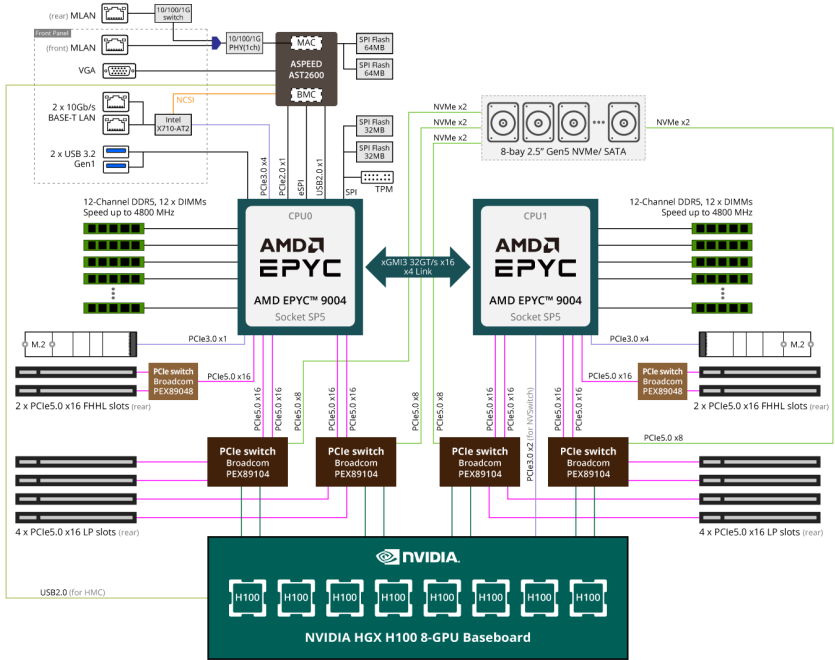 (rear) MLAN
10/100/1G
switch
Front Panel
(front) MLAN
10/100/1G
PHY(1ch)
MAC
ASPEED
AST2600
BMC
SPI Flash
64MB
SPI Flash
64MB
VGA
NCSI
2 x 10Gb/s
BASE-T LAN
Intel
X710-AT2
2 x USB 3.2
Gen1
SPI Flash
32MB
SPI Flash
32MB
TPM
PCIe3.0 x4
PCIe2.0 x1
eSPI
USB2.0 x1
SPI
NVMe x2
NVMe x2
NVMe x2
NVMe x2
8-bay 2.5” Gen5 NVMe/ SATA
12-Channel DDR5, 12 x DIMMs
Speed up to 4800 MHz
CPU0
AMD
EPYC
AMD EPYC™ 9004
Socket SP5
xGMI3 32GT/s x16
x4 Link
CPU1
AMD
EPYC
AMD EPYC™ 9004
Socket SP5
12-Channel DDR5, 12 x DIMMs
Speed up to 4800 MHz
M.2
PCIe3.0 x1
PCIe3.0 x4
M.2
PCIe switch
Broadcom
PEX89048
PCIe5.0 x16
2 x PCIe5.0 x16 FHHL slots (rear)
PCIe5.0 x16
PCIe switch
Broadcom
PEX89048
2 x PCIe5.0 x16 FHHL slots (rear)
PCIe5.0 x16
PCIe5.0 x16
PCIe5.0 x8
PCIe5.0 x16
PCIe5.0 x16
PCIe5.0 x8
PCIe5.0 x8
PCIe5.0 x16
PCIe5.0 x16
PCIe3.0 x2 (for NVSwitch)
PCIe5.0 x16
PCIe5.0 x16
PCIe5.0 x8
PCIe switch
Broadcom
PEX89104
PCIe switch
Broadcom
PEX89104
PCIe switch
Broadcom
PEX89104
PCIe switch
Broadcom
PEX89104
4 x PCIe5.0 x16 LP slots (rear)
4 x PCIe5.0 x16 LP slots (rear)
USB2.0 (for HMC)
NVIDIA.
H100 H100 H100 H100 H100 H100 H100 H100
NVIDIA HGX H100 8-GPU Baseboard